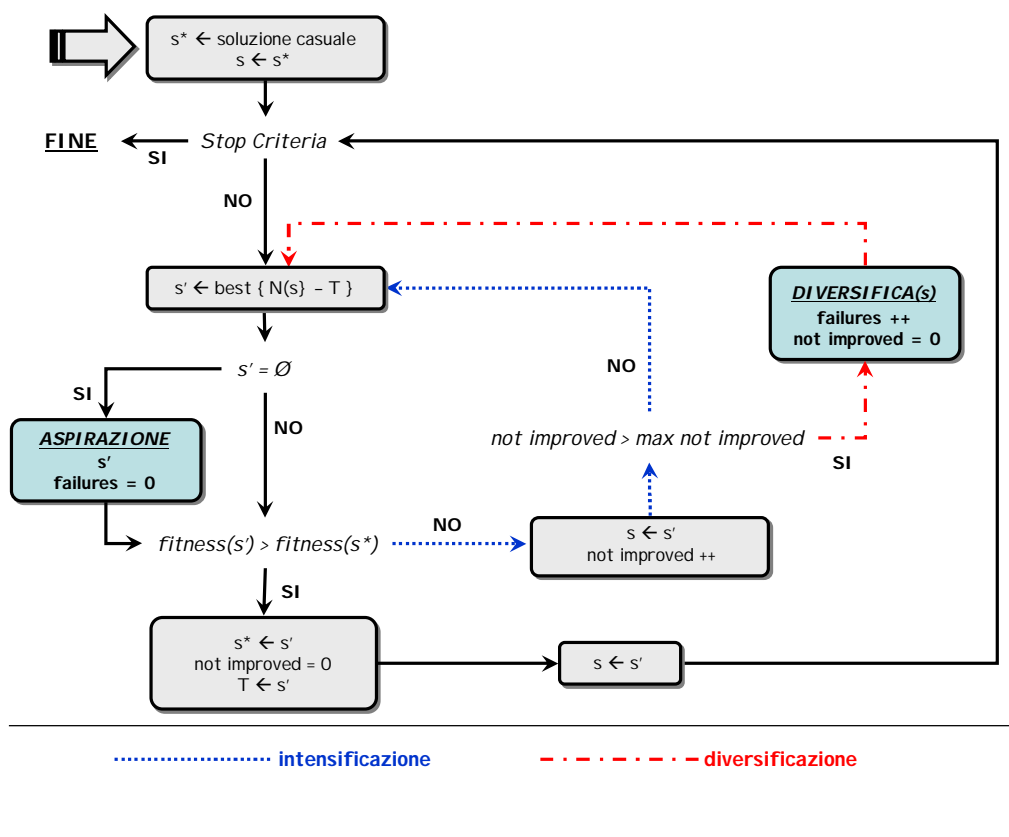 s* ← soluzione casuale
s ← s*
FINE
SI
Stop Criteria
NO
s' ← best { N(s} – T }
DIVERSIFICA(s)
failures ++
not improved = 0
s' = Ø
SI
NO
NO
ASPIRAZIONE
s'
failures = 0
not improved > max not improved
SI
fitness(s') > fitness(s*)
NO
s ← s'
not improved ++
SI
s* ← s'
not improved = 0
T ← s'
s ← s'
intensificazione
diversificazione